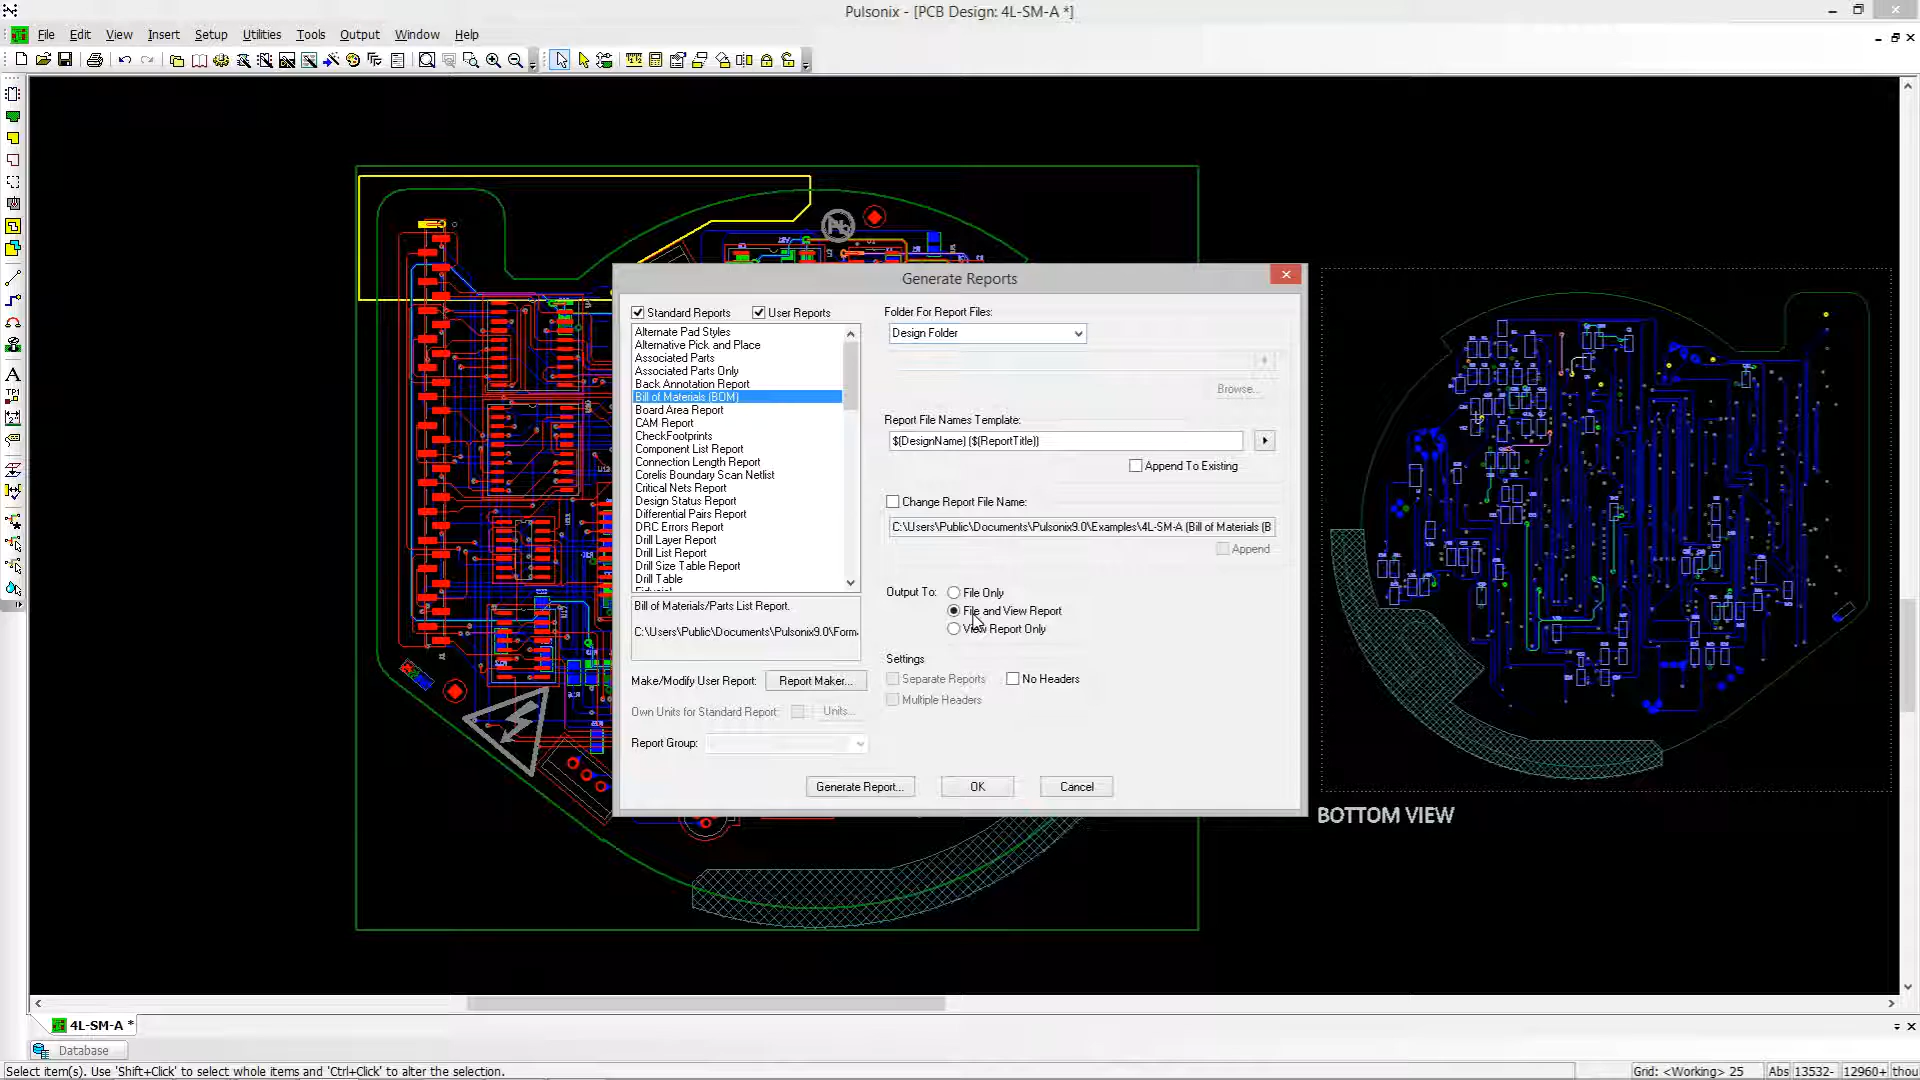 Pulsonix - [PCB Design: 4L-SM-A *]
File Edit View Insert Setup Utilities Tools Output Window Help
Generate Reports
Standard Reports User Reports
Alternate Pad Styles
Alternative Pick and Place
Associated Parts
Associated Parts Only
Back Annotation Report
Bill of Materials (BOM)
Board Area Report
CAM Report
CheckFootprints
Component List Report
Connection Length Report
Corelis Boundary Scan Netlist
Critical Nets Report
Design Status Report
Differential Pairs Report
DRC Errors Report
Drill Layer Report
Drill List Report
Drill Size Table Report
Drill Table
Bill of Materials/Parts List Report.
C:\Users\Public\Documents\Pulsonix9.0\Form
Make/Modify User Report: Report Maker...
Own Units for Standard Report: Units...
Report Group:
Folder For Report Files:
Design Folder
Browse...
Report File Names Template:
$(DesignName) ($(ReportTitle))
Append To Existing
Change Report File Name:
C:\Users\Public\Documents\Pulsonix9.0\Examples\4L-SM-A (Bill of Materials (B
Append
Output To: File Only
File and View Report
View Report Only
Settings
Separate Reports No Headers
Multiple Headers
Generate Report... OK Cancel
BOTTOM VIEW
4L-SM-A *
Database
Select item(s). Use 'Shift+Click' to select whole items and 'Ctrl+Click' to alter the selection.
Grid: <Working> 25 Abs 13532- 12960+ thou